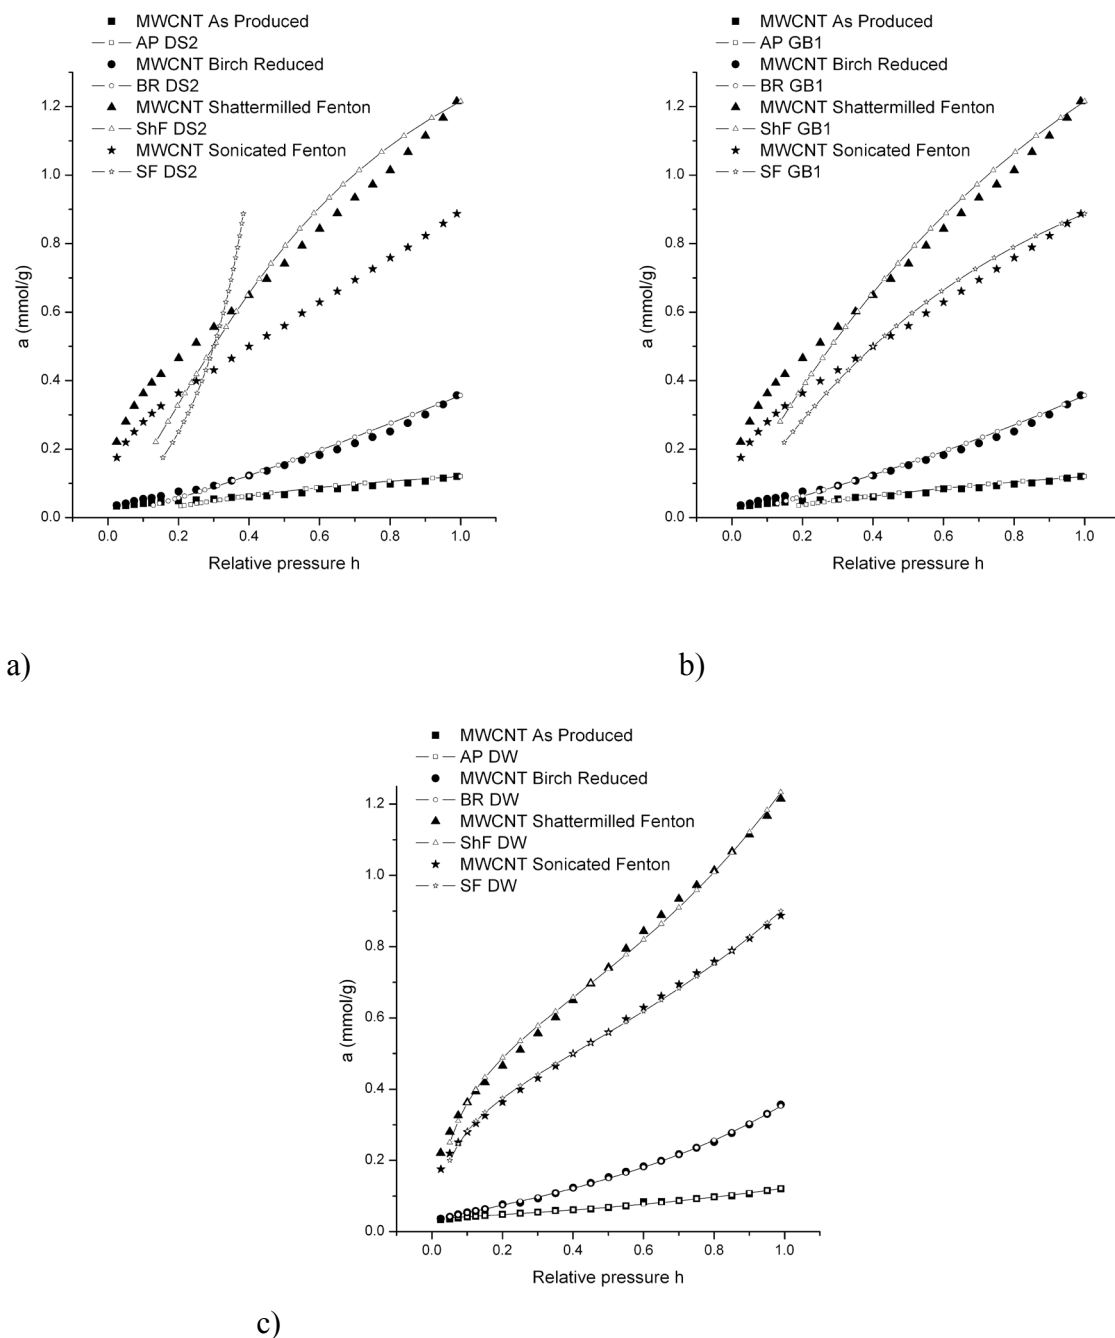 MWCNT As Produced
AP DS2
MWCNT Birch Reduced
BR DS2
MWCNT Shattermilled Fenton
ShF DS2
MWCNT Sonicated Fenton
SF DS2
1.2
1.0
0.8
0.6
0.4
0.2
0.0
a (mmol/g)
0.0 0.2 0.4 0.6 0.8 1.0
Relative pressure h
a)
MWCNT As Produced
AP GB1
MWCNT Birch Reduced
BR GB1
MWCNT Shattermilled Fenton
ShF GB1
MWCNT Sonicated Fenton
SF GB1
1.2
1.0
0.8
0.6
0.4
0.2
0.0
a (mmol/g)
0.0 0.2 0.4 0.6 0.8 1.0
Relative pressure h
b)
MWCNT As Produced
AP DW
MWCNT Birch Reduced
BR DW
MWCNT Shattermilled Fenton
ShF DW
MWCNT Sonicated Fenton
SF DW
1.2
1.0
0.8
0.6
0.4
0.2
0.0
a (mmol/g)
0.0 0.2 0.4 0.6 0.8 1.0
Relative pressure h
c)